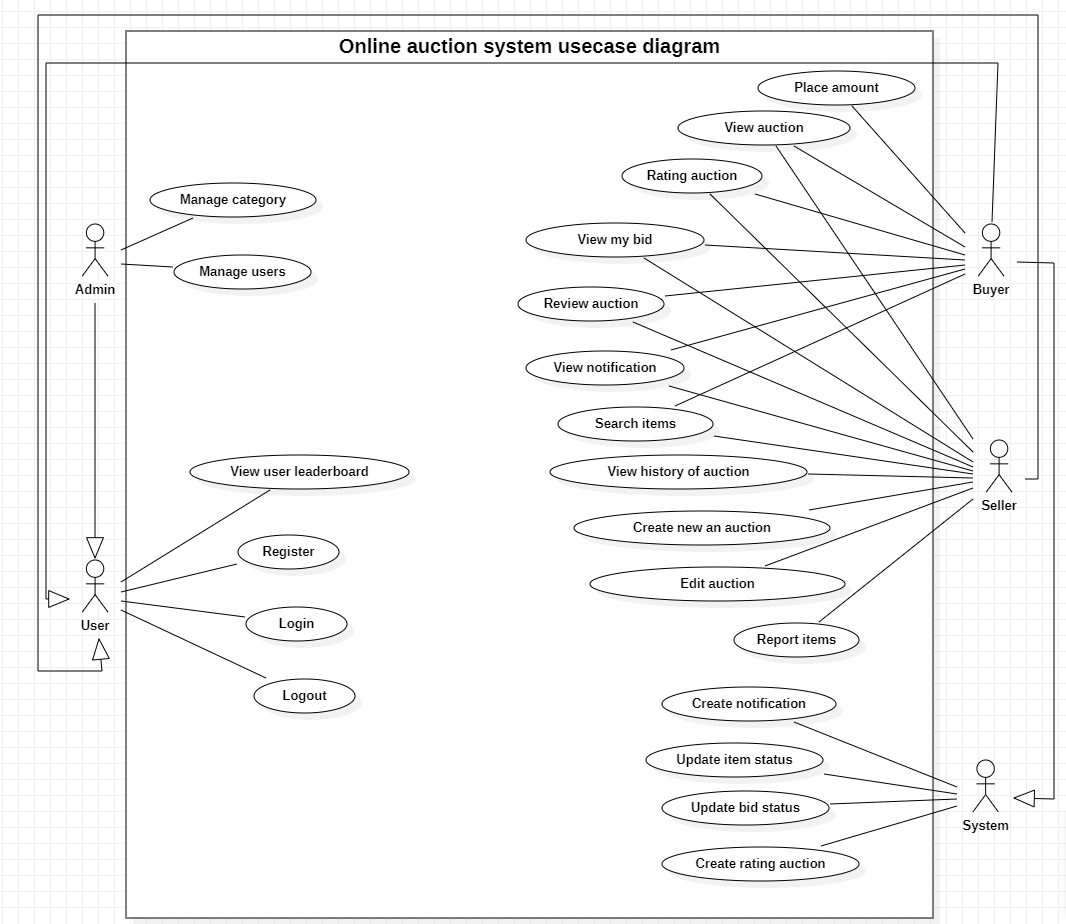 Online auction system usecase diagram
Place amount
View auction
Rating auction
Manage category
View my bid
Manage users
Admin
Buyer
Review auction
View notification
Search items
View user leaderboard
View history of auction
Seller
Create new an auction
Register
Edit auction
User
Login
Report items
Logout
Create notification
Update item status
Update bid status
System
Create rating auction